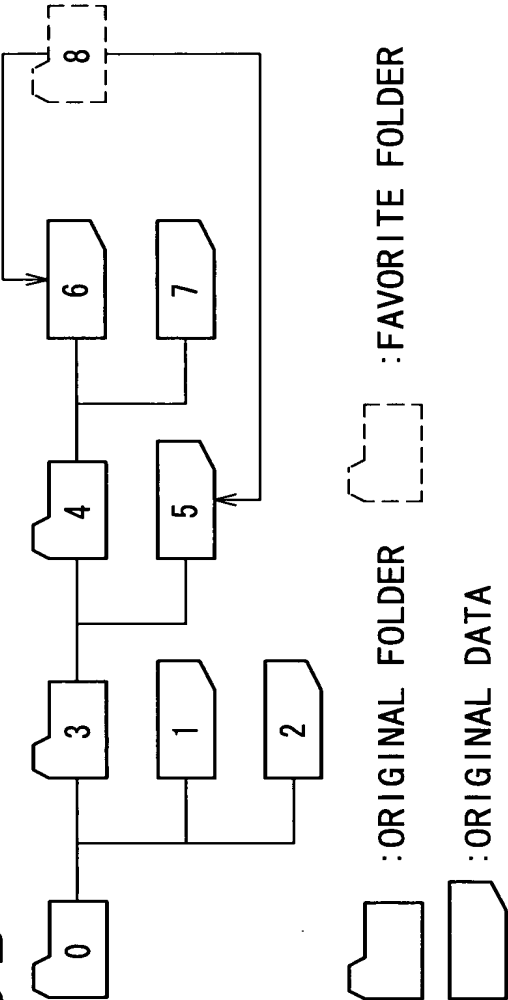 0 3 4 6 8
1 5 7
2
:ORIGINAL FOLDER :FAVORITE FOLDER
:ORIGINAL DATA